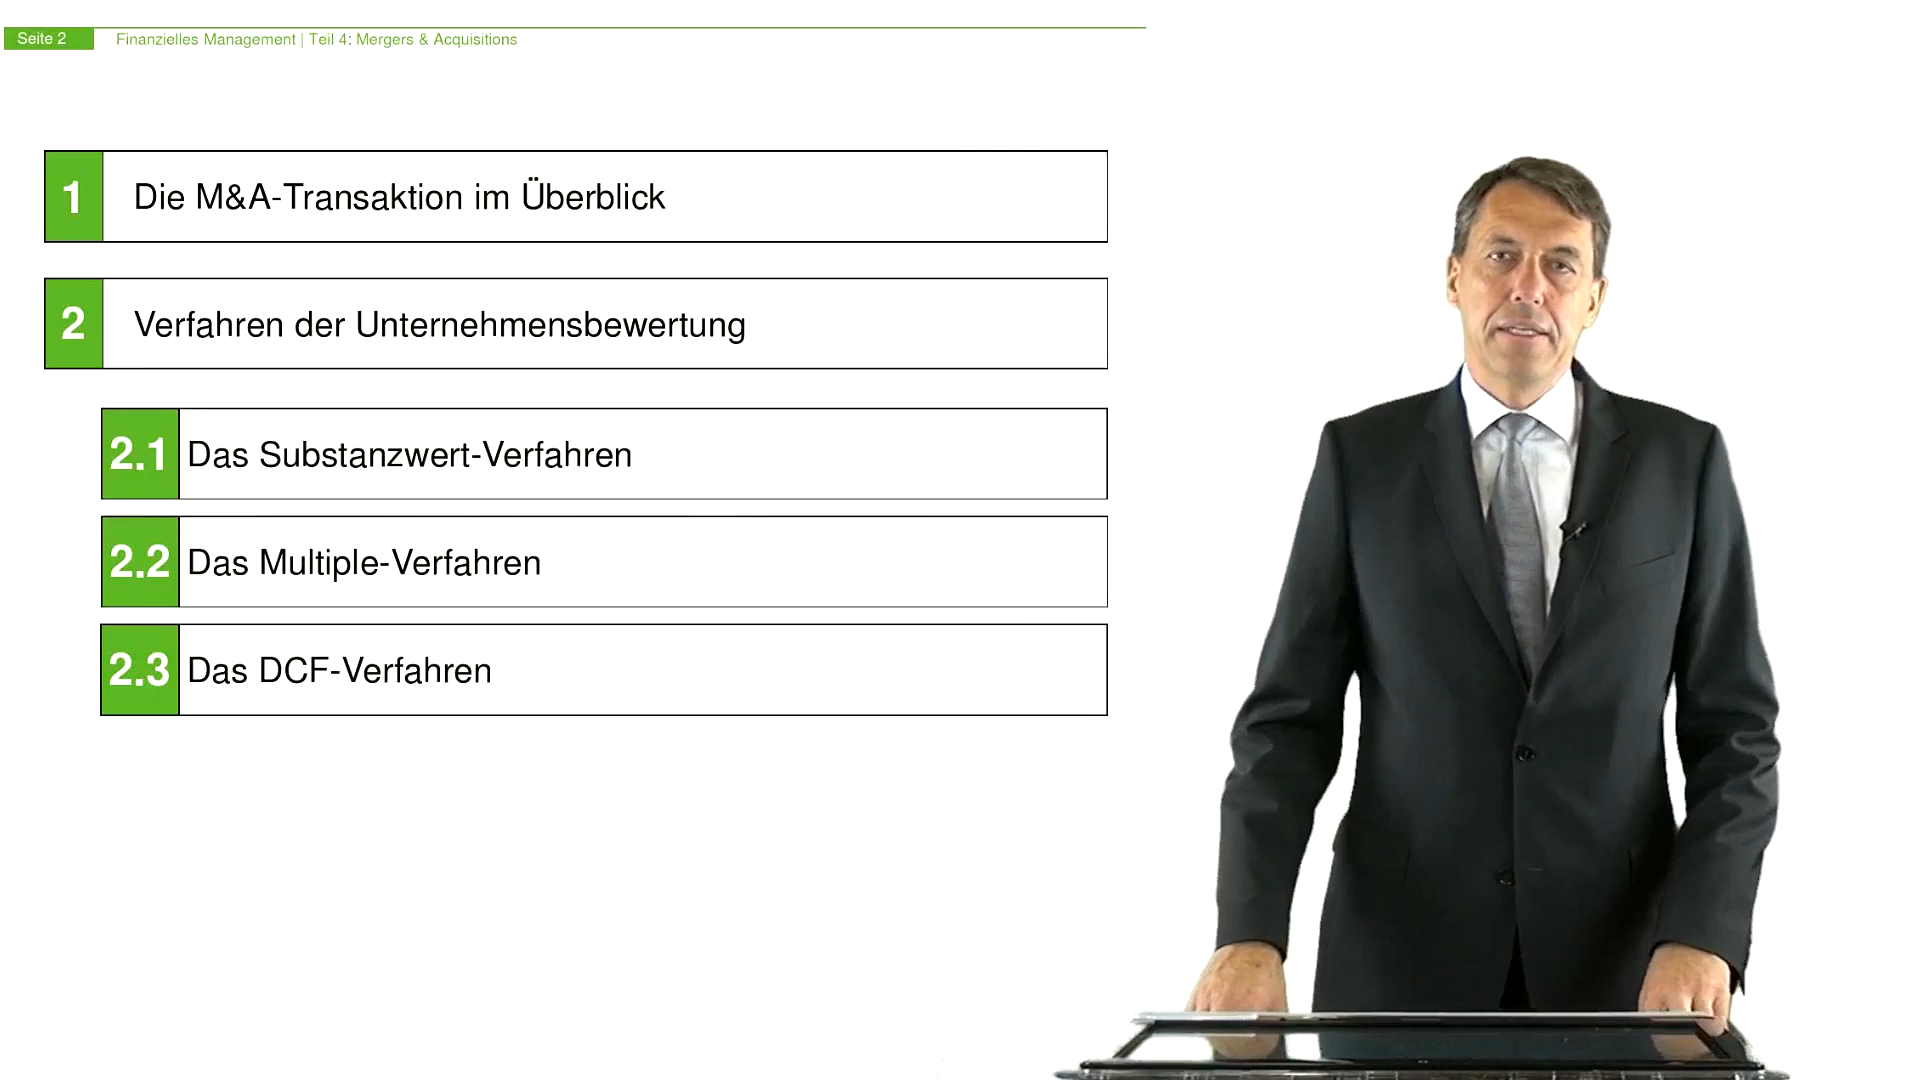 Seite 2
Finanzielles Management | Teil 4: Mergers & Acquisitions
1 Die M&A-Transaktion im Überblick
2 Verfahren der Unternehmensbewertung
2.1 Das Substanzwert-Verfahren
2.2 Das Multiple-Verfahren
2.3 Das DCF-Verfahren